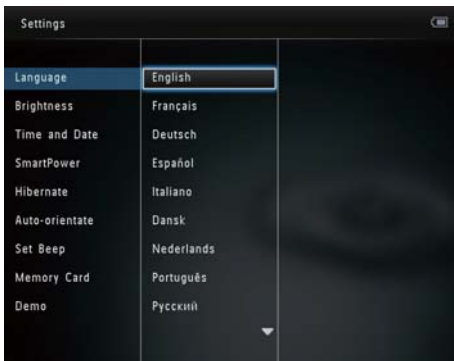 Settings
Language
Brightness
Time and Date
SmartPower
Hibernate
Auto-orientate
Set Beep
Memory Card
Demo
English
Français
Deutsch
Español
Italiano
Dansk
Nederlands
Português
Русский